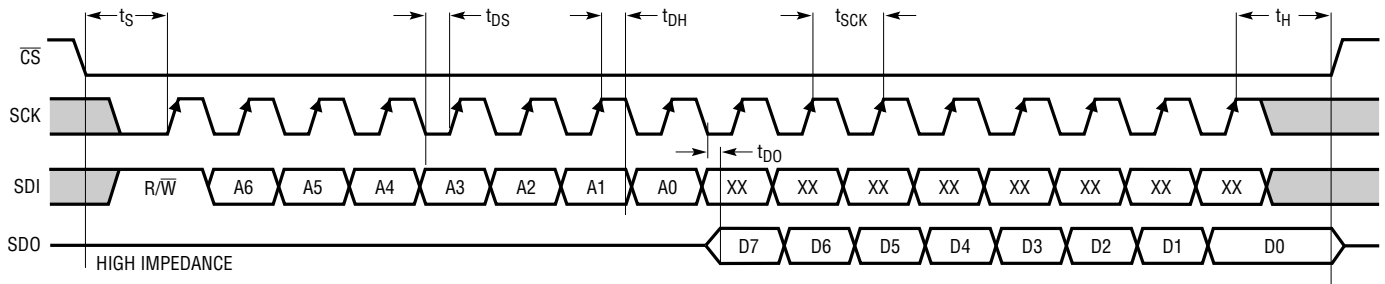 tS tDS tDH tSCK tH
CS
SCK
tDO
SDI R/W A6 A5 A4 A3 A2 A1 A0 XX XX XX XX XX XX XX XX
SDO D7 D6 D5 D4 D3 D2 D1 D0
HIGH IMPEDANCE